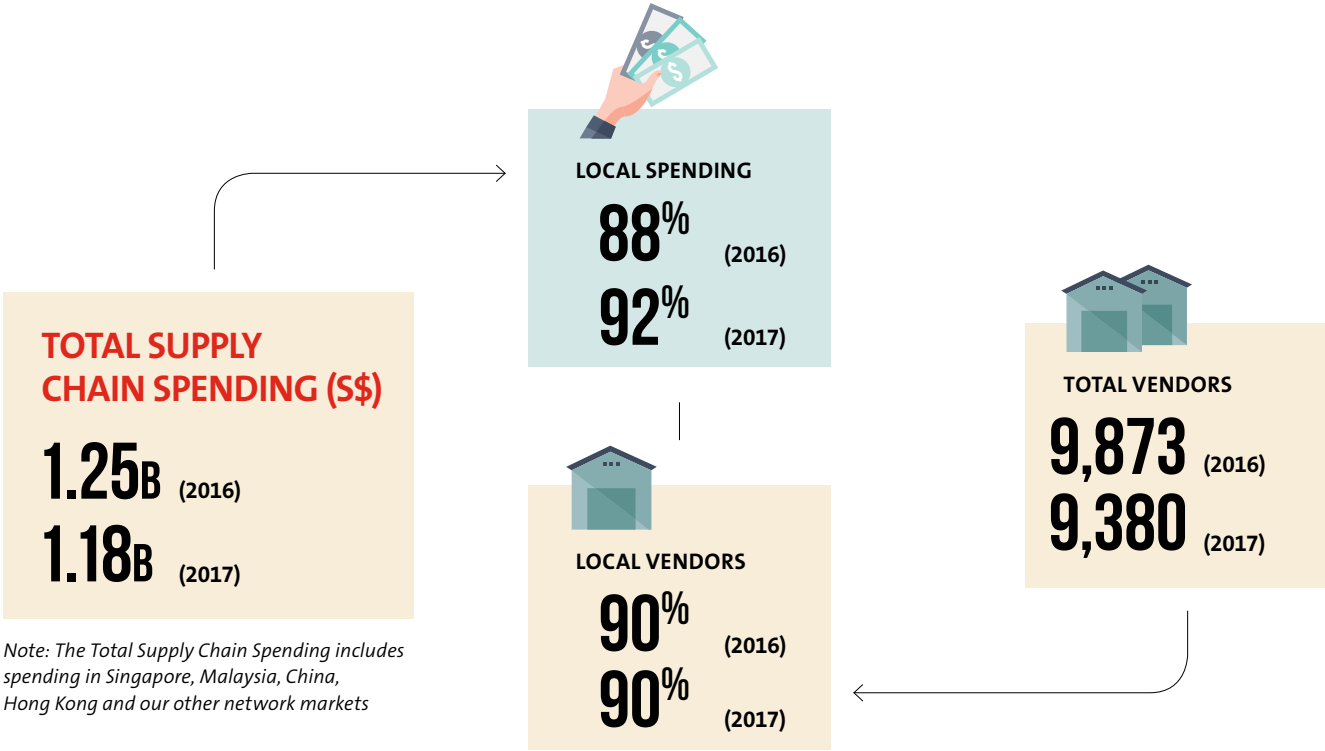 LOCAL SPENDING
88% (2016)
92% (2017)
TOTAL SUPPLY
CHAIN SPENDING (S$)
1.25B (2016)
1.18B (2017)
Note: The Total Supply Chain Spending includes
spending in Singapore, Malaysia, China,
Hong Kong and our other network markets
LOCAL VENDORS
90% (2016)
90% (2017)
TOTAL VENDORS
9,873 (2016)
9,380 (2017)